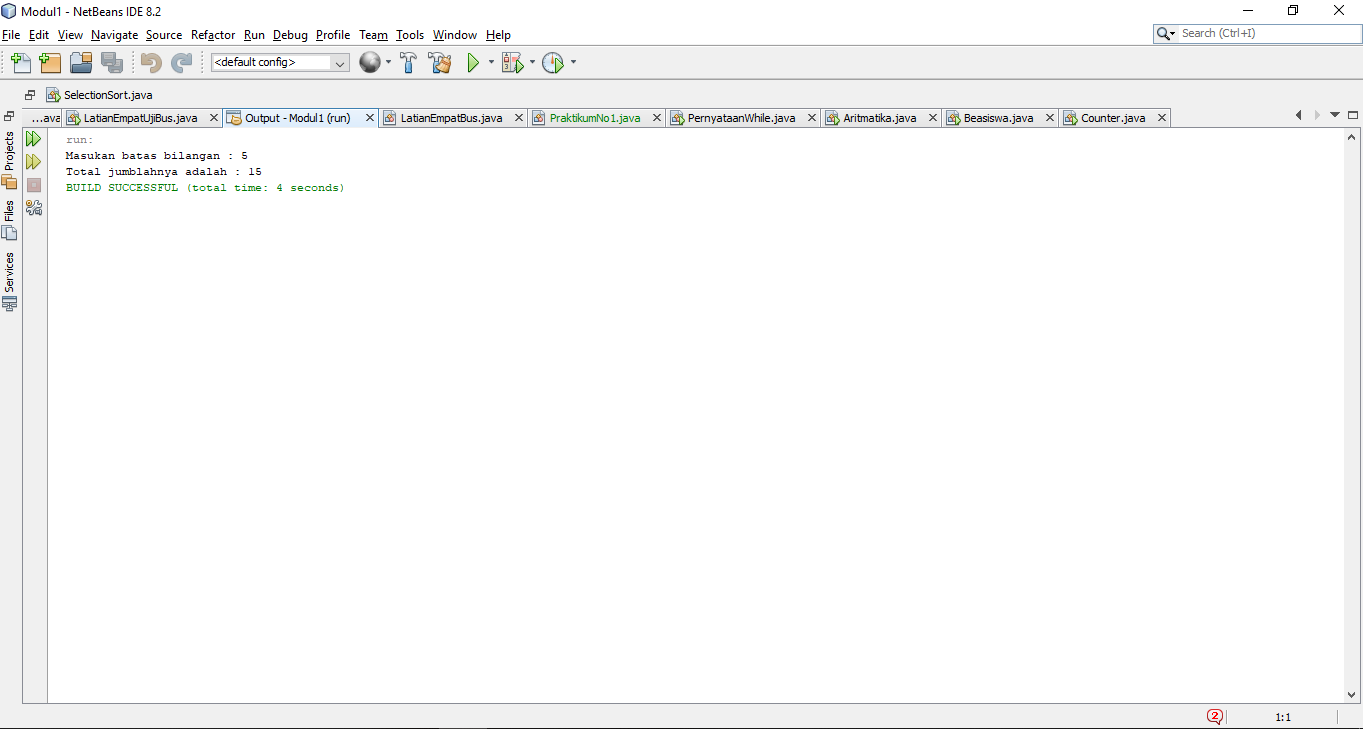 Modul1 - NetBeans IDE 8.2
File Edit View Navigate Source Refactor Run Debug Profile Team Tools Window Help
Search (Ctrl+I)
<default config>
SelectionSort.java
...ava LatianEmpatUjiBus.java Output - Modul1 (run) LatianEmpatBus.java PraktikumNo1.java PernyataanWhile.java Aritmatika.java Beasiswa.java Counter.java
Projects
Files
Services
run:
Masukan batas bilangan : 5
Total jumblahnya adalah : 15
BUILD SUCCESSFUL (total time: 4 seconds)
2
1:1